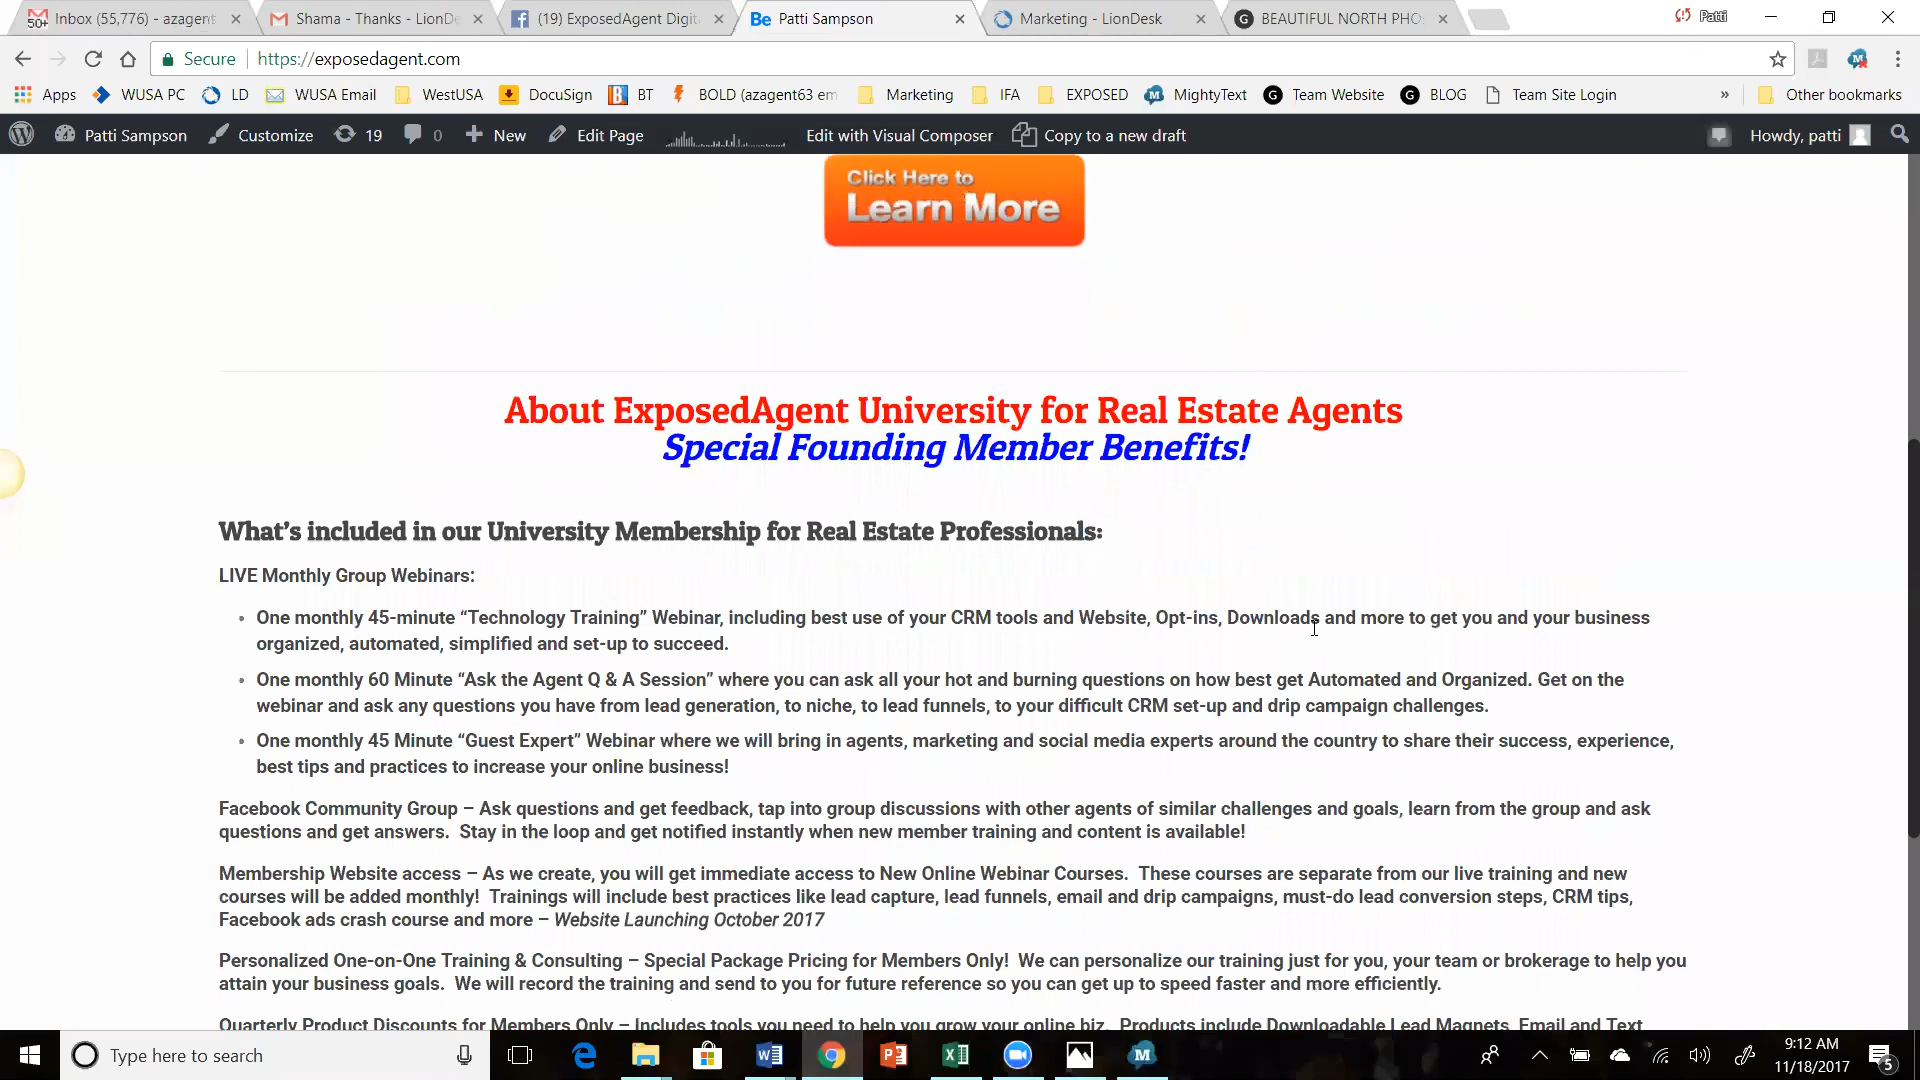 50+ Inbox (55,776) - azagent
Shama - Thanks - LionDe
(19) ExposedAgent Digit
Be Patti Sampson
Marketing - LionDesk
G BEAUTIFUL NORTH PHO
Patti
Secure https://exposedagent.com
Apps WUSA PC LD WUSA Email WestUSA DocuSign BT BOLD (azagent63 em Marketing IFA EXPOSED MightyText Team Website BLOG Team Site Login » Other bookmarks
Patti Sampson Customize 19 0 New Edit Page Edit with Visual Composer Copy to a new draft Howdy, patti
Click Here to
Learn More
About ExposedAgent University for Real Estate Agents
Special Founding Member Benefits!
What's included in our University Membership for Real Estate Professionals:
LIVE Monthly Group Webinars:
• One monthly 45-minute “Technology Training” Webinar, including best use of your CRM tools and Website, Opt-ins, Downloads and more to get you and your business
organized, automated, simplified and set-up to succeed.
• One monthly 60 Minute “Ask the Agent Q & A Session” where you can ask all your hot and burning questions on how best get Automated and Organized. Get on the
webinar and ask any questions you have from lead generation, to niche, to lead funnels, to your difficult CRM set-up and drip campaign challenges.
• One monthly 45 Minute “Guest Expert” Webinar where we will bring in agents, marketing and social media experts around the country to share their success, experience,
best tips and practices to increase your online business!
Facebook Community Group – Ask questions and get feedback, tap into group discussions with other agents of similar challenges and goals, learn from the group and ask
questions and get answers. Stay in the loop and get notified instantly when new member training and content is available!
Membership Website access – As we create, you will get immediate access to New Online Webinar Courses. These courses are separate from our live training and new
courses will be added monthly! Trainings will include best practices like lead capture, lead funnels, email and drip campaigns, must-do lead conversion steps, CRM tips,
Facebook ads crash course and more – Website Launching October 2017
Personalized One-on-One Training & Consulting – Special Package Pricing for Members Only! We can personalize our training just for you, your team or brokerage to help you
attain your business goals. We will record the training and send to you for future reference so you can get up to speed faster and more efficiently.
Quarterly Product Discounts for Members Only – Includes tools you need to help you grow your online biz. Products include Downloadable Lead Magnets, Email and Text
Type here to search
9:12 AM
11/18/2017
5